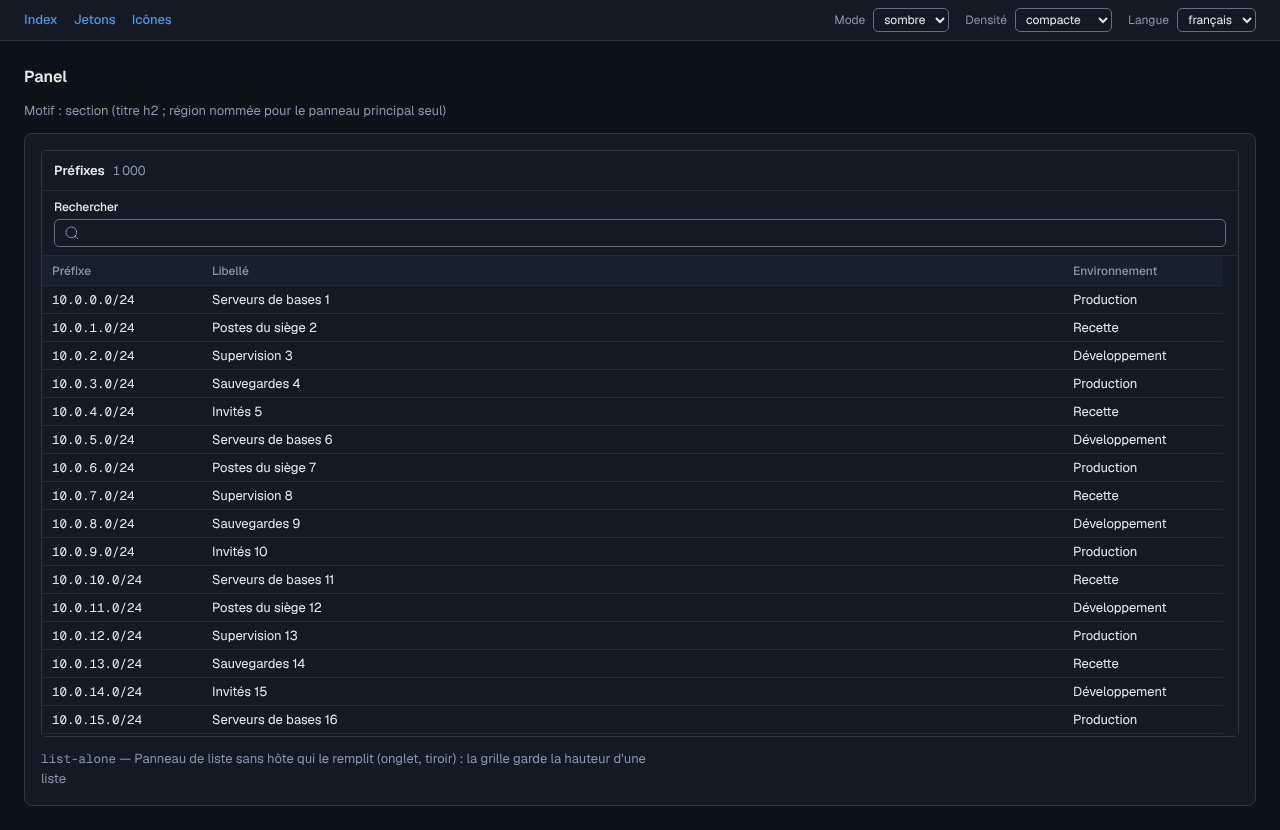 Index Jetons Icônes Mode sombre Densité compacte Langue français
Panel
Motif : section (titre h2 ; région nommée pour le panneau principal seul)
Préfixes 1 000
Rechercher
Préfixe Libellé Environnement
10.0.0.0/24 Serveurs de bases 1 Production
10.0.1.0/24 Postes du siège 2 Recette
10.0.2.0/24 Supervision 3 Développement
10.0.3.0/24 Sauvegardes 4 Production
10.0.4.0/24 Invités 5 Recette
10.0.5.0/24 Serveurs de bases 6 Développement
10.0.6.0/24 Postes du siège 7 Production
10.0.7.0/24 Supervision 8 Recette
10.0.8.0/24 Sauvegardes 9 Développement
10.0.9.0/24 Invités 10 Production
10.0.10.0/24 Serveurs de bases 11 Recette
10.0.11.0/24 Postes du siège 12 Développement
10.0.12.0/24 Supervision 13 Production
10.0.13.0/24 Sauvegardes 14 Recette
10.0.14.0/24 Invités 15 Développement
10.0.15.0/24 Serveurs de bases 16 Production
list-alone — Panneau de liste sans hôte qui le remplit (onglet, tiroir) : la grille garde la hauteur d'une
liste